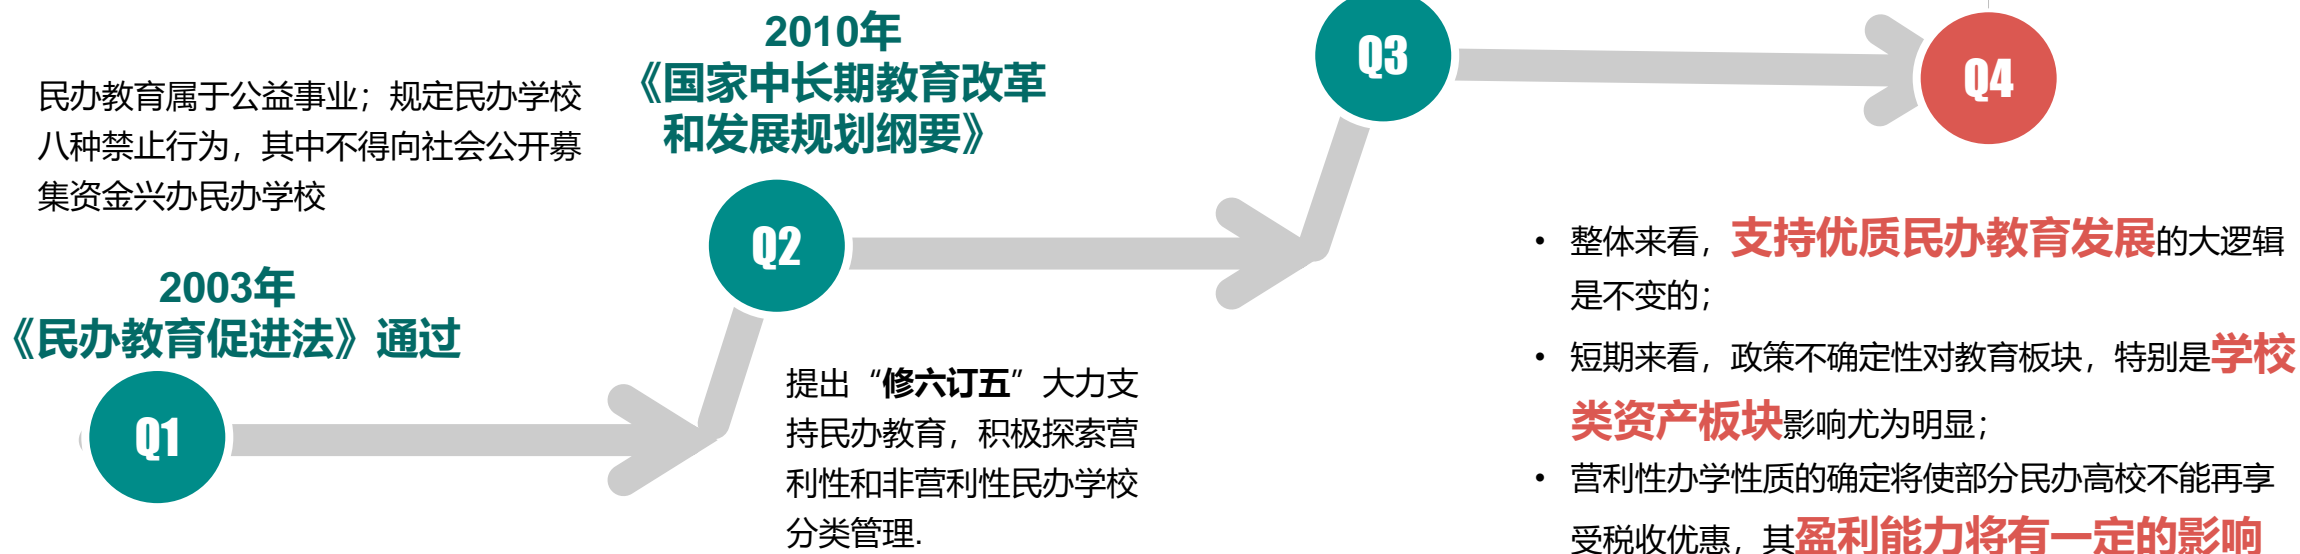 民办教育属于公益事业；规定民办学校
八种禁止行为，其中不得向社会公开募
集资金兴办民办学校
2003年
《民办教育促进法》通过
Q1
2010年
《国家中长期教育改革
和发展规划纲要》
Q2
提出“修六订五”大力支
持民办教育，积极探索营
利性和非营利性民办学校
分类管理.
Q3
Q4
• 整体来看，支持优质民办教育发展的大逻辑
是不变的；
• 短期来看，政策不确定性对教育板块，特别是学校
类资产板块影响尤为明显；
• 营利性办学性质的确定将使部分民办高校不能再享
受税收优惠，其盈利能力将有一定的影响